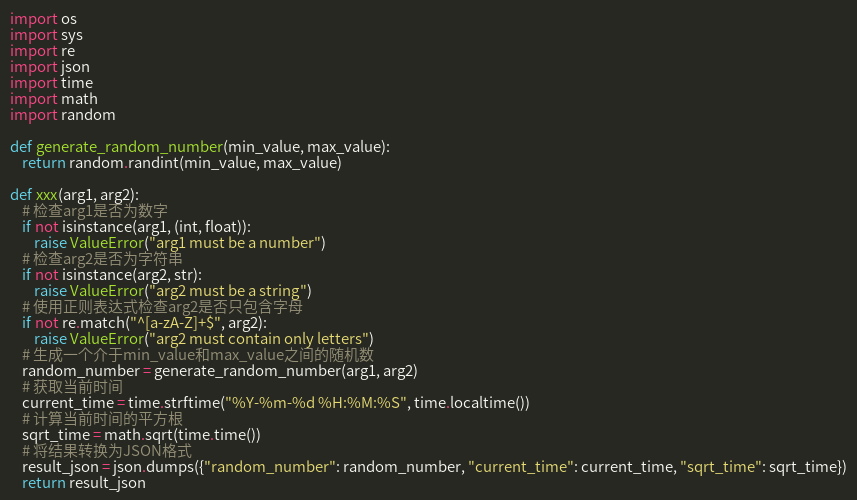 import os
import sys
import re
import json
import time
import math
import random
def generate_random_number(min_value, max_value):
return random.randint(min_value, max_value)
def xxx(arg1, arg2):
# 检查arg1是否为数字
if not isinstance(arg1, (int, float)):
raise ValueError("arg1 must be a number")
# 检查arg2是否为字符串
if not isinstance(arg2, str):
raise ValueError("arg2 must be a string")
# 使用正则表达式检查arg2是否只包含字母
if not re.match("^[a-zA-Z]+$", arg2):
raise ValueError("arg2 must contain only letters")
# 生成一个介于min_value和max_value之间的随机数
random_number = generate_random_number(arg1, arg2)
# 获取当前时间
current_time = time.strftime("%Y-%m-%d %H:%M:%S", time.localtime())
# 计算当前时间的平方根
sqrt_time = math.sqrt(time.time())
# 将结果转换为JSON格式
result_json = json.dumps({"random_number": random_number, "current_time": current_time, "sqrt_time": sqrt_time})
return result_json